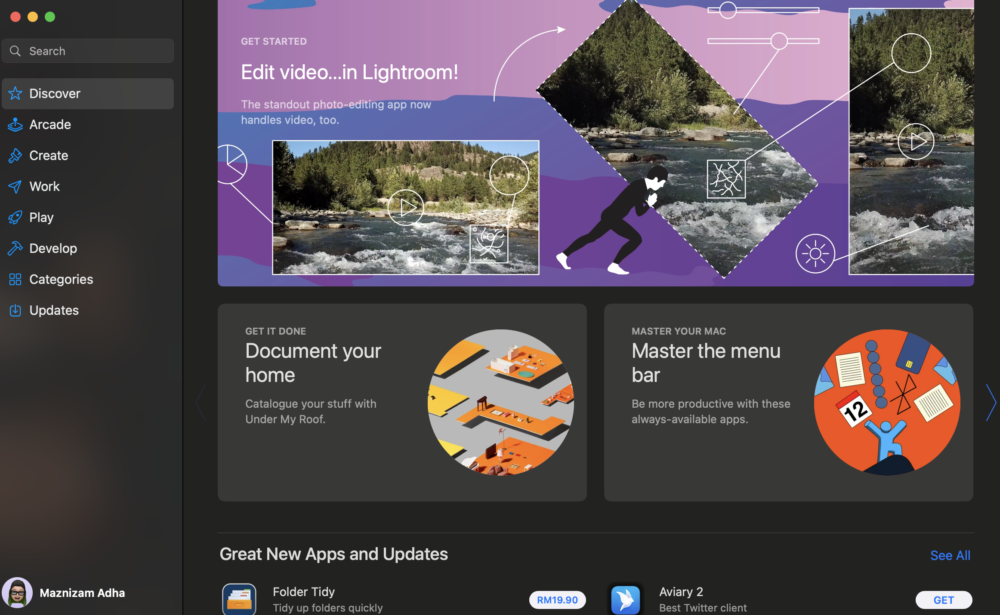 Search
Discover
Arcade
Create
Work
Play
Develop
Categories
Updates
Maznizam Adha
GET STARTED
Edit video...in Lightroom!
The standout photo-editing app now
handles video, too.
GET IT DONE
Document your
home
Catalogue your stuff with
Under My Roof.
MASTER YOUR MAC
Master the menu
bar
Be more productive with these
always-available apps.
12
Great New Apps and Updates
See All
Folder Tidy
Tidy up folders quickly
RM19.90
Aviary 2
Best Twitter client
GET